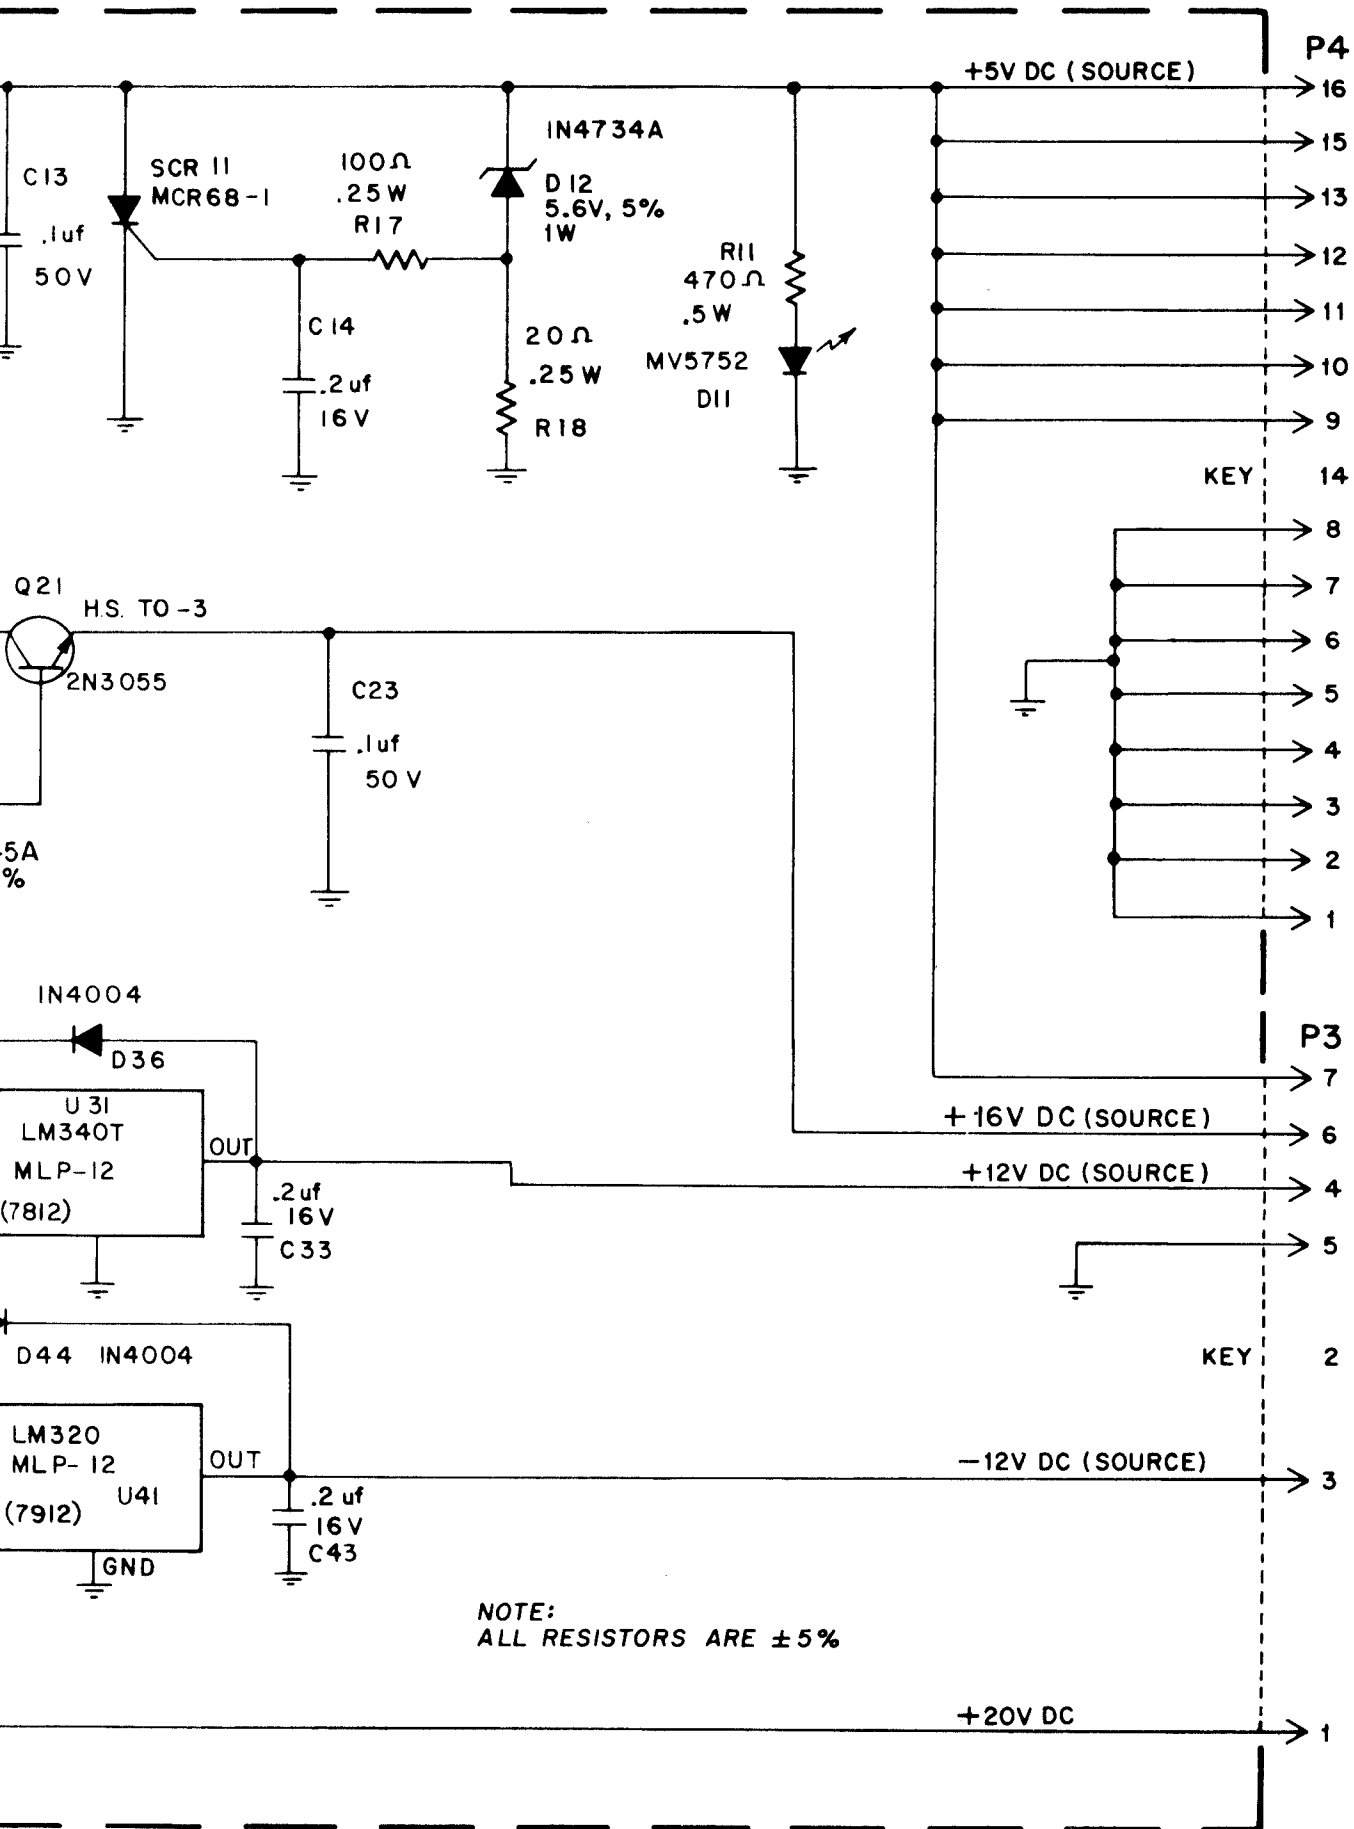 P4
+5V DC (SOURCE)
16
15
13
12
11
10
9
KEY 14
8
7
6
5
4
3
2
1
C13
.1uf
50V
SCR 11
MCR68-1
100Ω
.25W
R17
IN4734A
D12
5.6V, 5%
1W
C14
.2uf
16V
20Ω
.25W
R18
R11
470Ω
.5W
MV5752
D11
Q21
H.S. TO -3
2N3055
C23
.1uf
50V
5A
%
IN4004
D36
U31
LM340T
MLP-12
(7812)
OUT
.2uf
16V
C33
P3
7
+16V DC (SOURCE)
6
+12V DC (SOURCE)
4
5
D44 IN4004
KEY 2
LM320
MLP-12
U41
(7912)
OUT
GND
.2uf
16V
C43
-12V DC (SOURCE)
3
NOTE:
ALL RESISTORS ARE ±5%
+20V DC
1